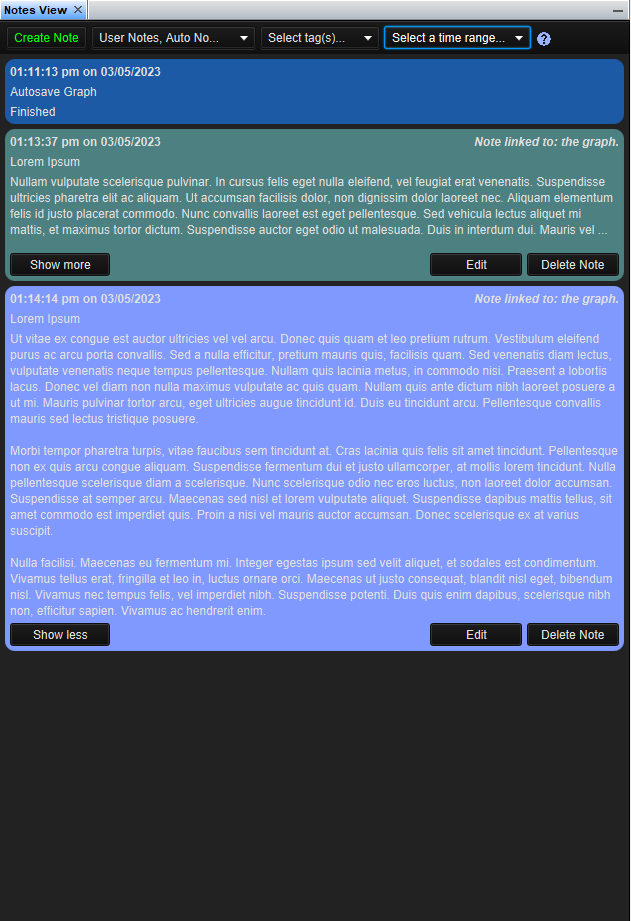 Notes View
Create Note
User Notes, Auto No...
Select tag(s)...
Select a time range...
?
01:11:13 pm on 03/05/2023
Autosave Graph
Finished
01:13:37 pm on 03/05/2023
Note linked to: the graph.
Lorem Ipsum
Nullam vulputate scelerisque pulvinar. In cursus felis eget nulla eleifend, vel feugiat erat venenatis. Suspendisse
ultricies pharetra elit ac aliquam. Ut accumsan facilisis dolor, non dignissim dolor laoreet nec. Aliquam elementum
felis id justo placerat commodo. Nunc convallis laoreet est eget pellentesque. Sed vehicula lectus aliquet mi
mattis, et maximus tortor dictum. Suspendisse auctor eget odio ut malesuada. Duis in interdum dui. Mauris vel ...
Show more
Edit
Delete Note
01:14:14 pm on 03/05/2023
Note linked to: the graph.
Lorem Ipsum
Ut vitae ex congue est auctor ultricies vel vel arcu. Donec quis quam et leo pretium rutrum. Vestibulum eleifend
purus ac arcu porta convallis. Sed a nulla efficitur, pretium mauris quis, facilisis quam. Sed venenatis diam lectus,
vulputate venenatis neque tempus pellentesque. Nullam quis lacinia metus, in commodo nisi. Praesent a lobortis
lacus. Donec vel diam non nulla maximus vulputate ac quis quam. Nullam quis ante dictum nibh laoreet posuere a
ut mi. Mauris pulvinar tortor arcu, eget ultricies augue tincidunt id. Duis eu tincidunt arcu. Pellentesque convallis
mauris sed lectus tristique posuere.
Morbi tempor pharetra turpis, vitae faucibus sem tincidunt at. Cras lacinia quis felis sit amet tincidunt. Pellentesque
non ex quis arcu congue aliquam. Suspendisse fermentum dui et justo ullamcorper, at mollis lorem tincidunt. Nulla
pellentesque scelerisque diam a scelerisque. Nunc scelerisque odio nec eros luctus, non laoreet dolor accumsan.
Suspendisse at semper arcu. Maecenas sed nisl et lorem vulputate aliquet. Suspendisse dapibus mattis tellus, sit
amet commodo est imperdiet quis. Proin a nisi vel mauris auctor accumsan. Donec scelerisque ex at varius
suscipit.
Nulla facilisi. Maecenas eu fermentum mi. Integer egestas ipsum sed velit aliquet, et sodales est condimentum.
Vivamus tellus erat, fringilla et leo in, luctus ornare orci. Maecenas ut justo consequat, blandit nisl eget, bibendum
nisl. Vivamus nec tempus felis, vel imperdiet nibh. Suspendisse potenti. Duis quis enim dapibus, scelerisque nibh
non, efficitur sapien. Vivamus ac hendrerit enim.
Show less
Edit
Delete Note